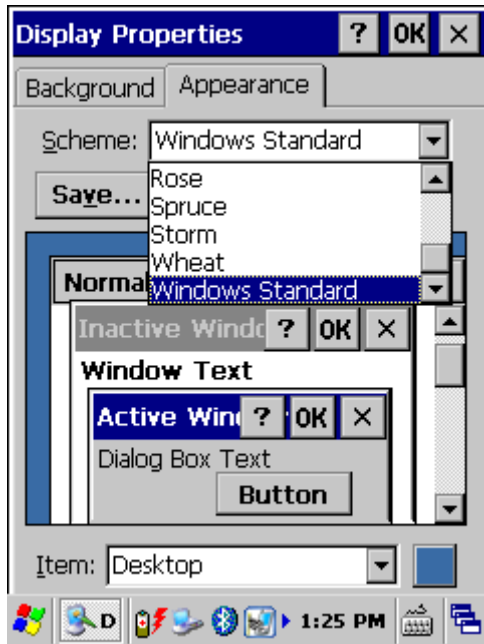 Display Properties ? OK ×
Background Appearance
Scheme: Windows Standard
Save...
Rose
Spruce
Storm
Wheat
Windows Standard
Norma
Inactive Windo ? OK ×
Window Text
Active Win ? OK ×
Dialog Box Text
Button
Item: Desktop
D 1:25 PM